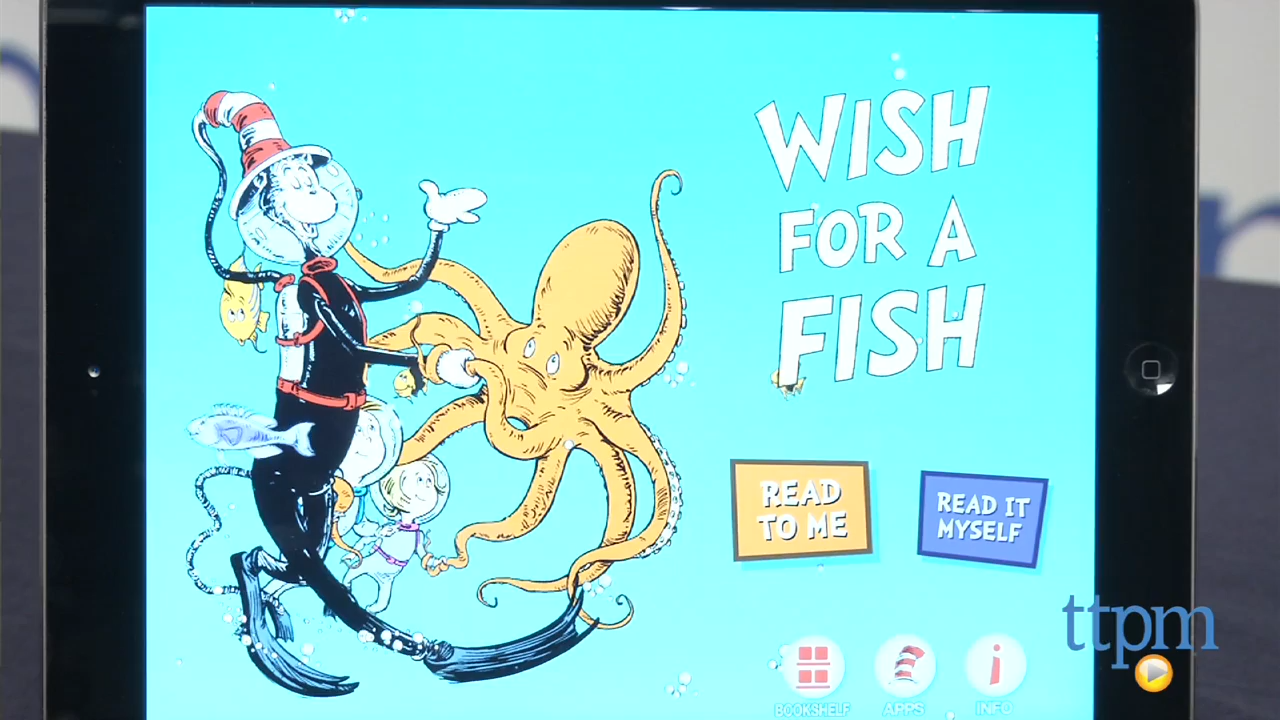 WISH
FOR A
FISH
READ
TO ME
READ IT
MYSELF
BOOKSHELF
APPS
INFO
ttpm